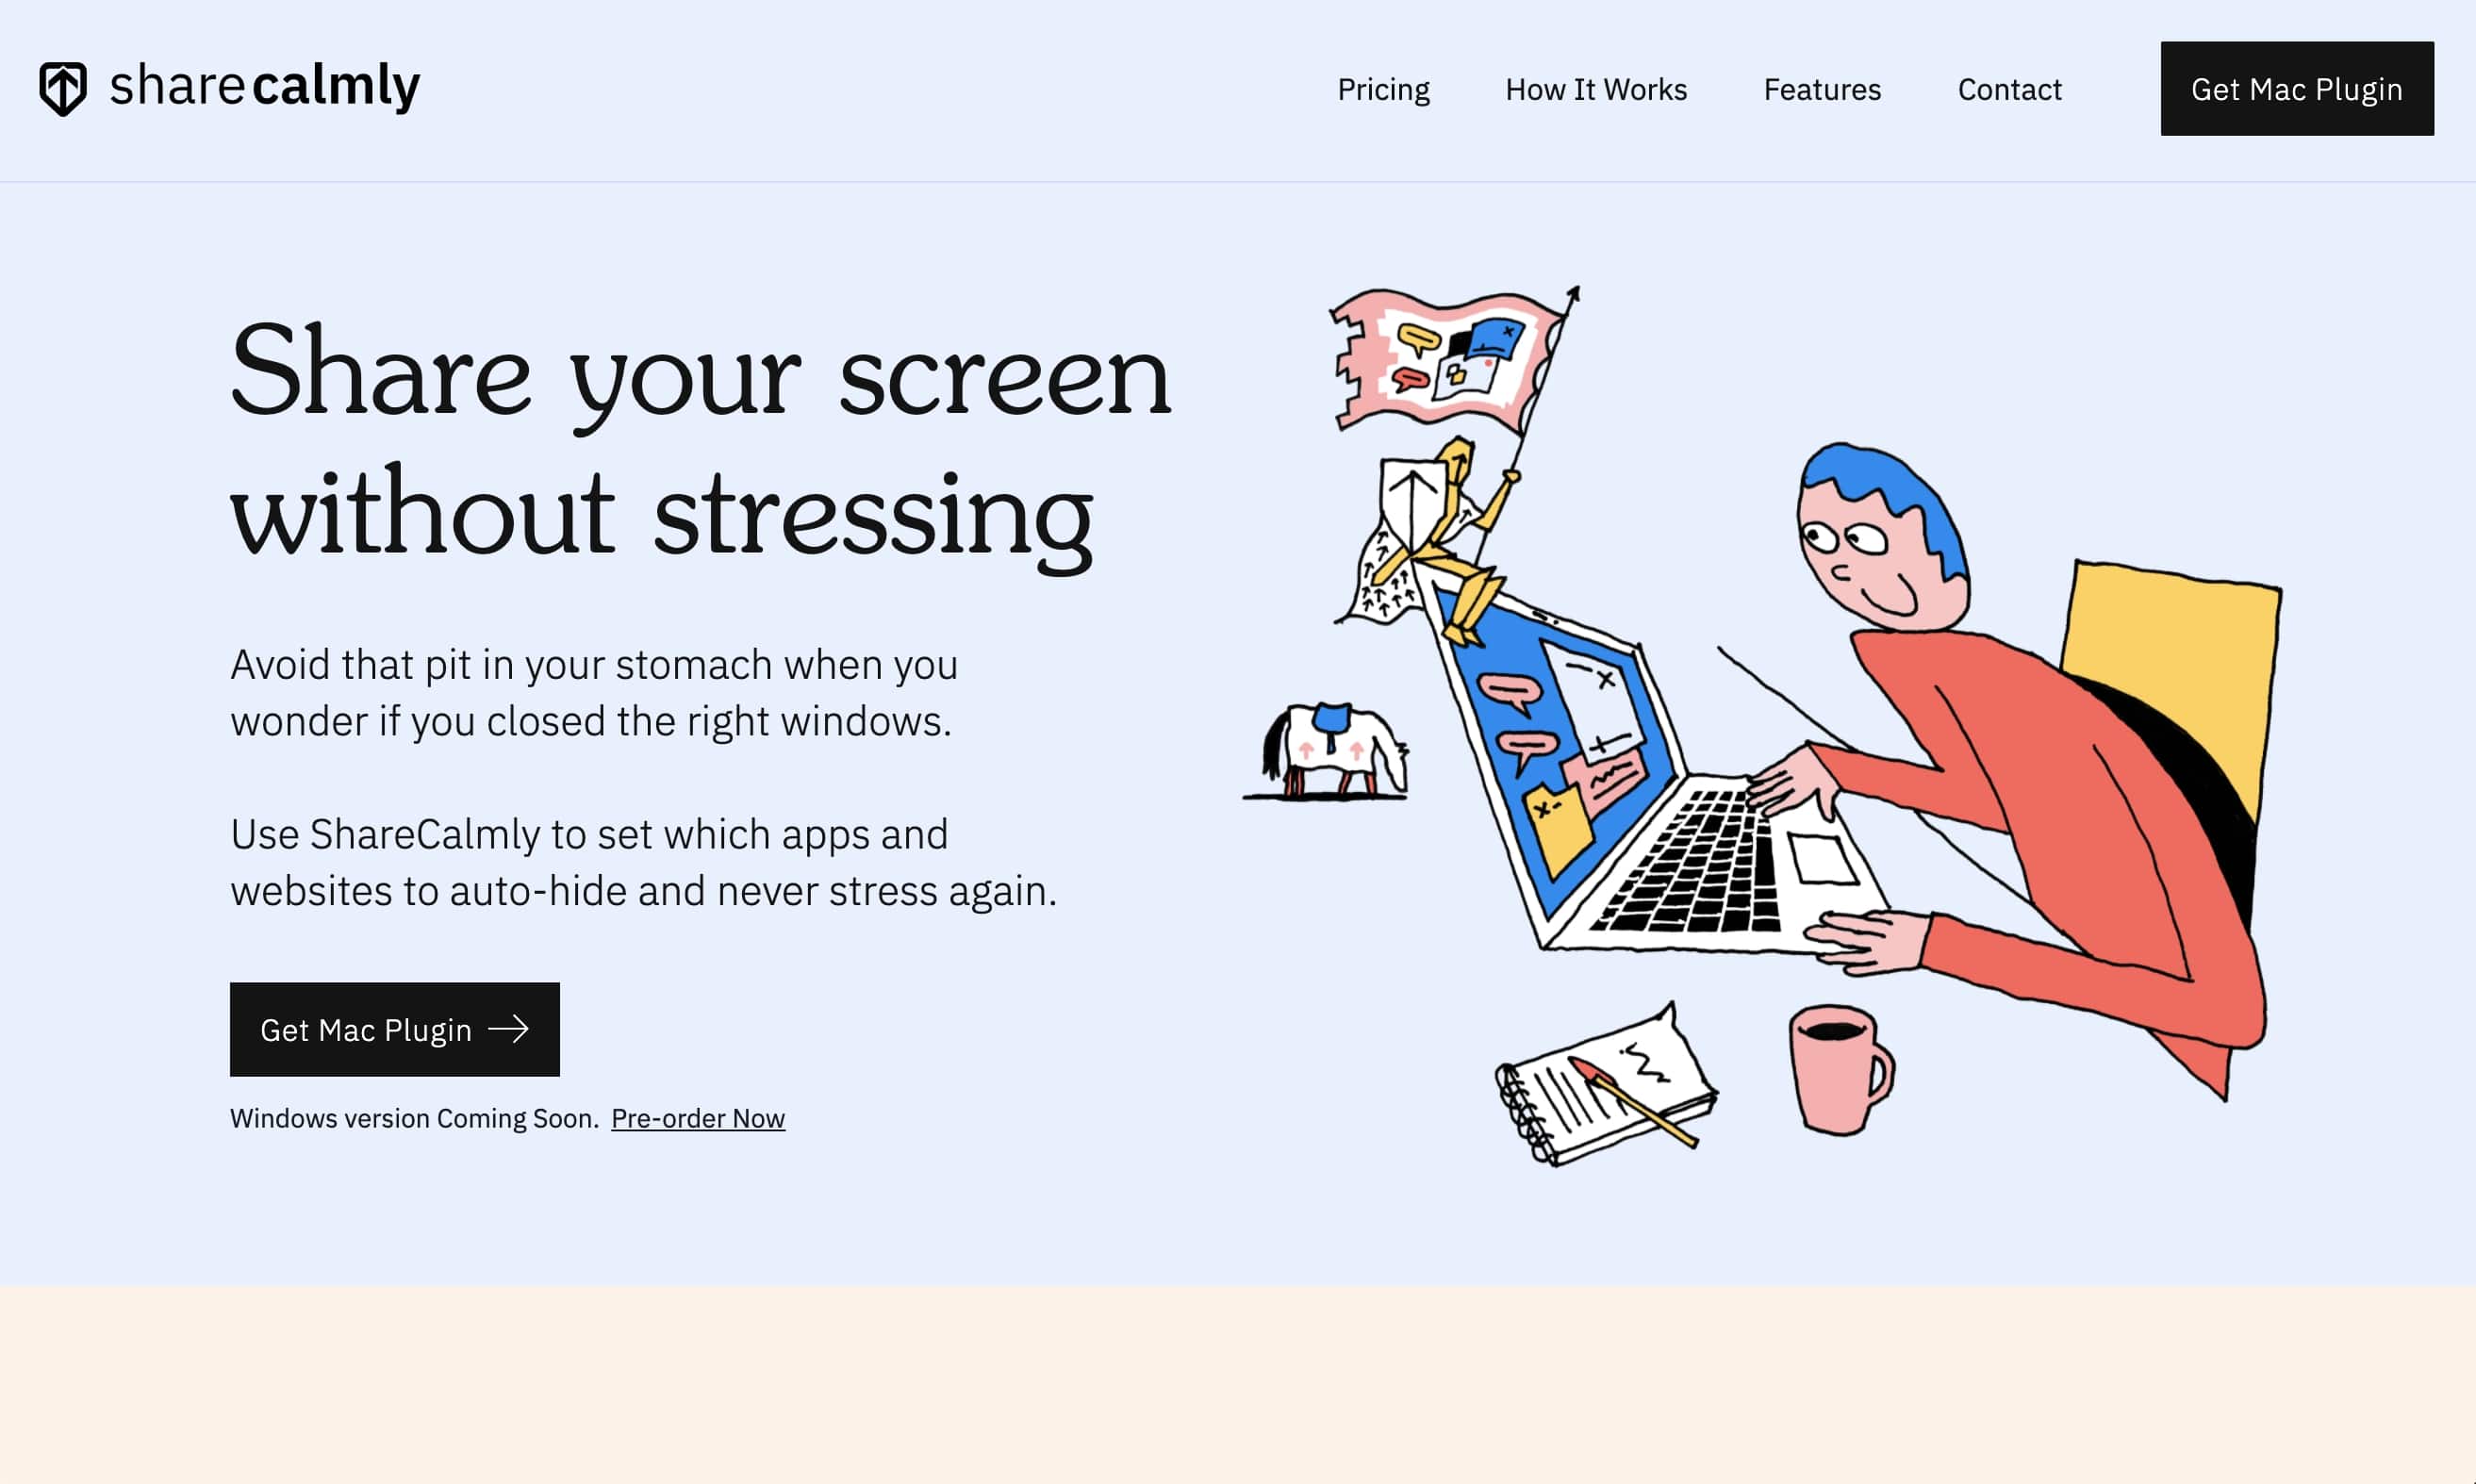 sharecalmly
Pricing
How It Works
Features
Contact
Get Mac Plugin
Share your screen
without stressing
Avoid that pit in your stomach when you
wonder if you closed the right windows.
Use ShareCalmly to set which apps and
websites to auto-hide and never stress again.
Get Mac Plugin
Windows version Coming Soon. Pre-order Now